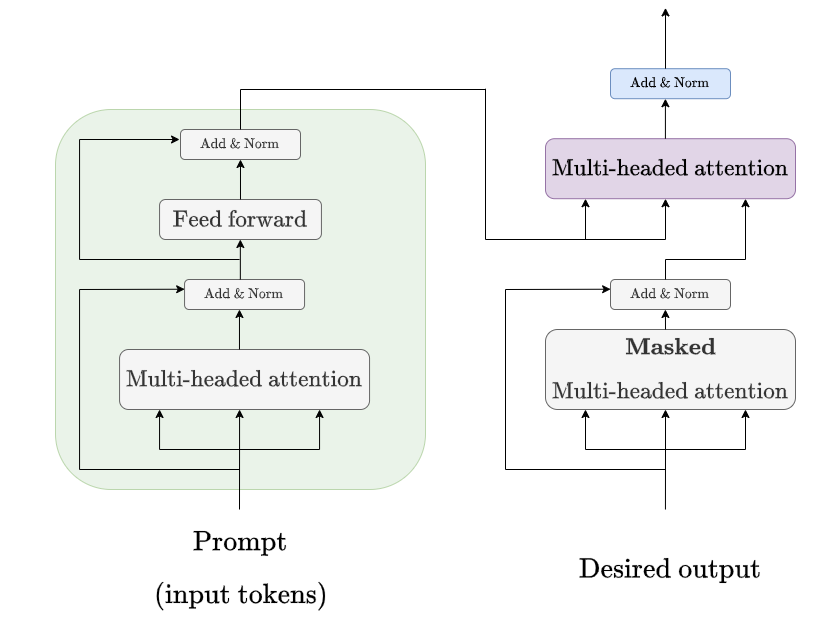 Add & Norm
Feed forward
Add & Norm
Multi-headed attention
Prompt
(input tokens)
Add & Norm
Multi-headed attention
Add & Norm
Masked
Multi-headed attention
Desired output